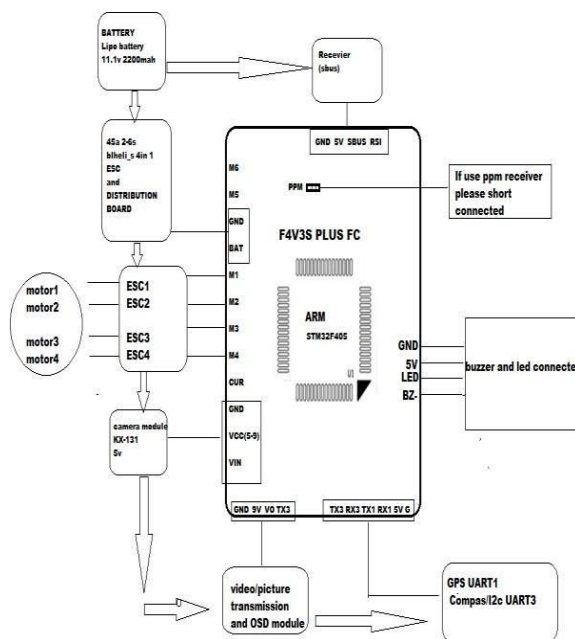 BATTERY
Lipo battery
11.1v 2200mah
Recevier
(sbus)
45a 2-6s
blheli_s 4in 1
ESC
and
DISTRIBUTION
BOARD
GND 5V SBUS RSI
M6
M5
GND
BAT
M1
M2
M3
M4
CUR
GND
VCC(5-9)
VIN
PPM
If use ppm receiver
please short
connected
F4V3S PLUS FC
ARM
STM32F405
U1
motor1
motor2
motor3
motor4
ESC1
ESC2
ESC3
ESC4
GND
5V
LED
BZ-
buzzer and led connecte
camera module
KX-131
5v
GND 9V VO TX3
TX3 RX3 TX1 RX1 5V G
video/picture
transmission
and OSD module
GPS UART1
Compas/I2c UART3